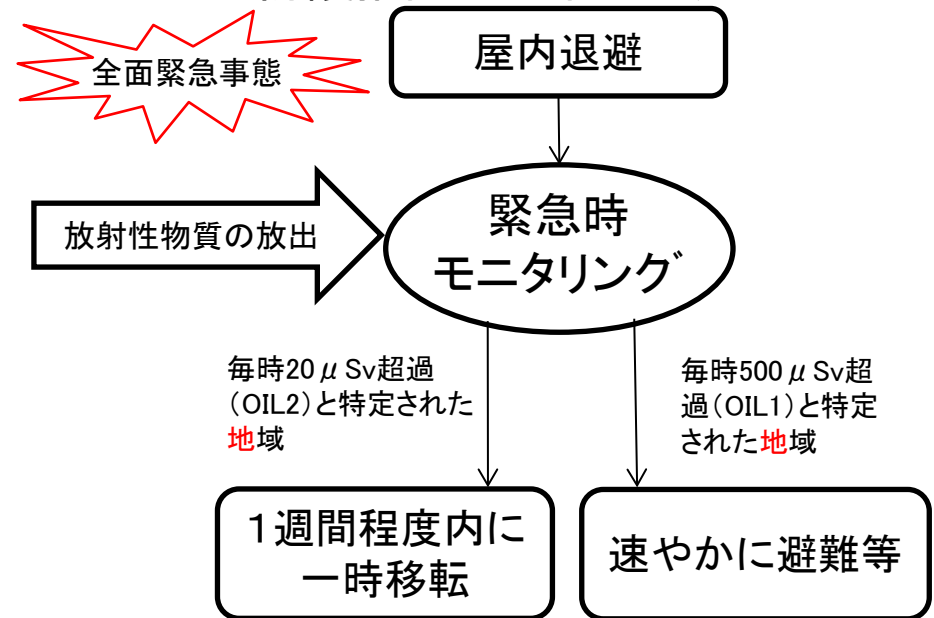 全面緊急事態
屋内退避
放射性物質の放出
緊急時
モニタリング
毎時20μSv超過
(OIL2)と特定された
地域
毎時500μSv超
過(OIL1)と特定
された地域
1週間程度内に
一時移転
速やかに避難等